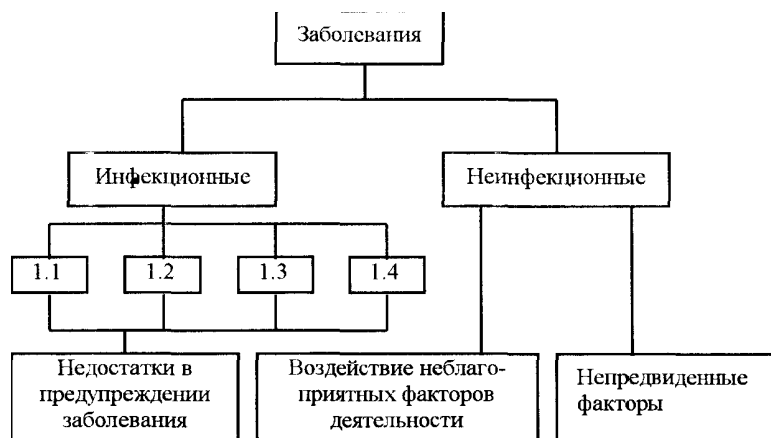 Заболевания
Инфекционные
Неинфекционные
1.1
1.2
1.3
1.4
Недостатки в
предупреждении
заболевания
Воздействие неблаго-
приятных факторов
деятельности
Непредвиденные
факторы